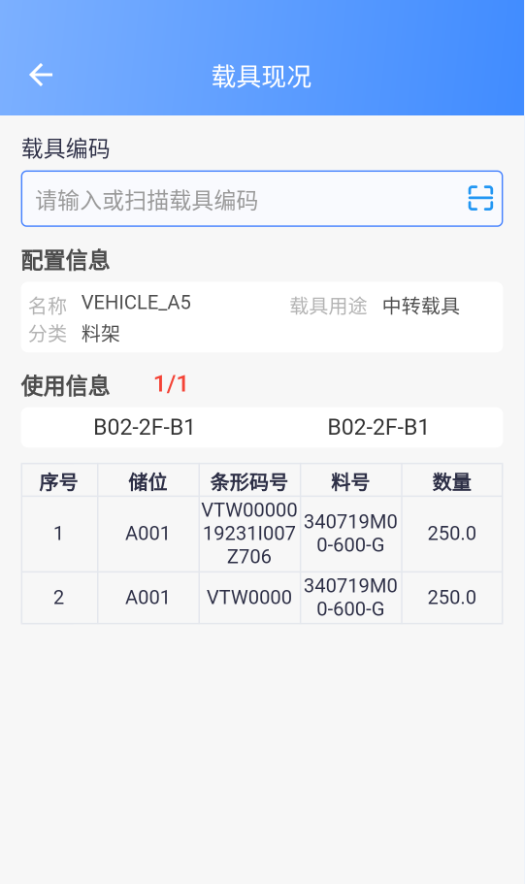 载具现况
载具编码
请输入或扫描载具编码
配置信息
名称 VEHICLE_A5 载具用途 中转载具
分类 料架
使用信息 1/1
B02-2F-B1 B02-2F-B1
序号 储位 条形码号 料号 数量
1 A001 VTW00000 340719M0 250.0
19231I007 0-600-G
Z706
2 A001 VTW0000 340719M0 250.0
0-600-G